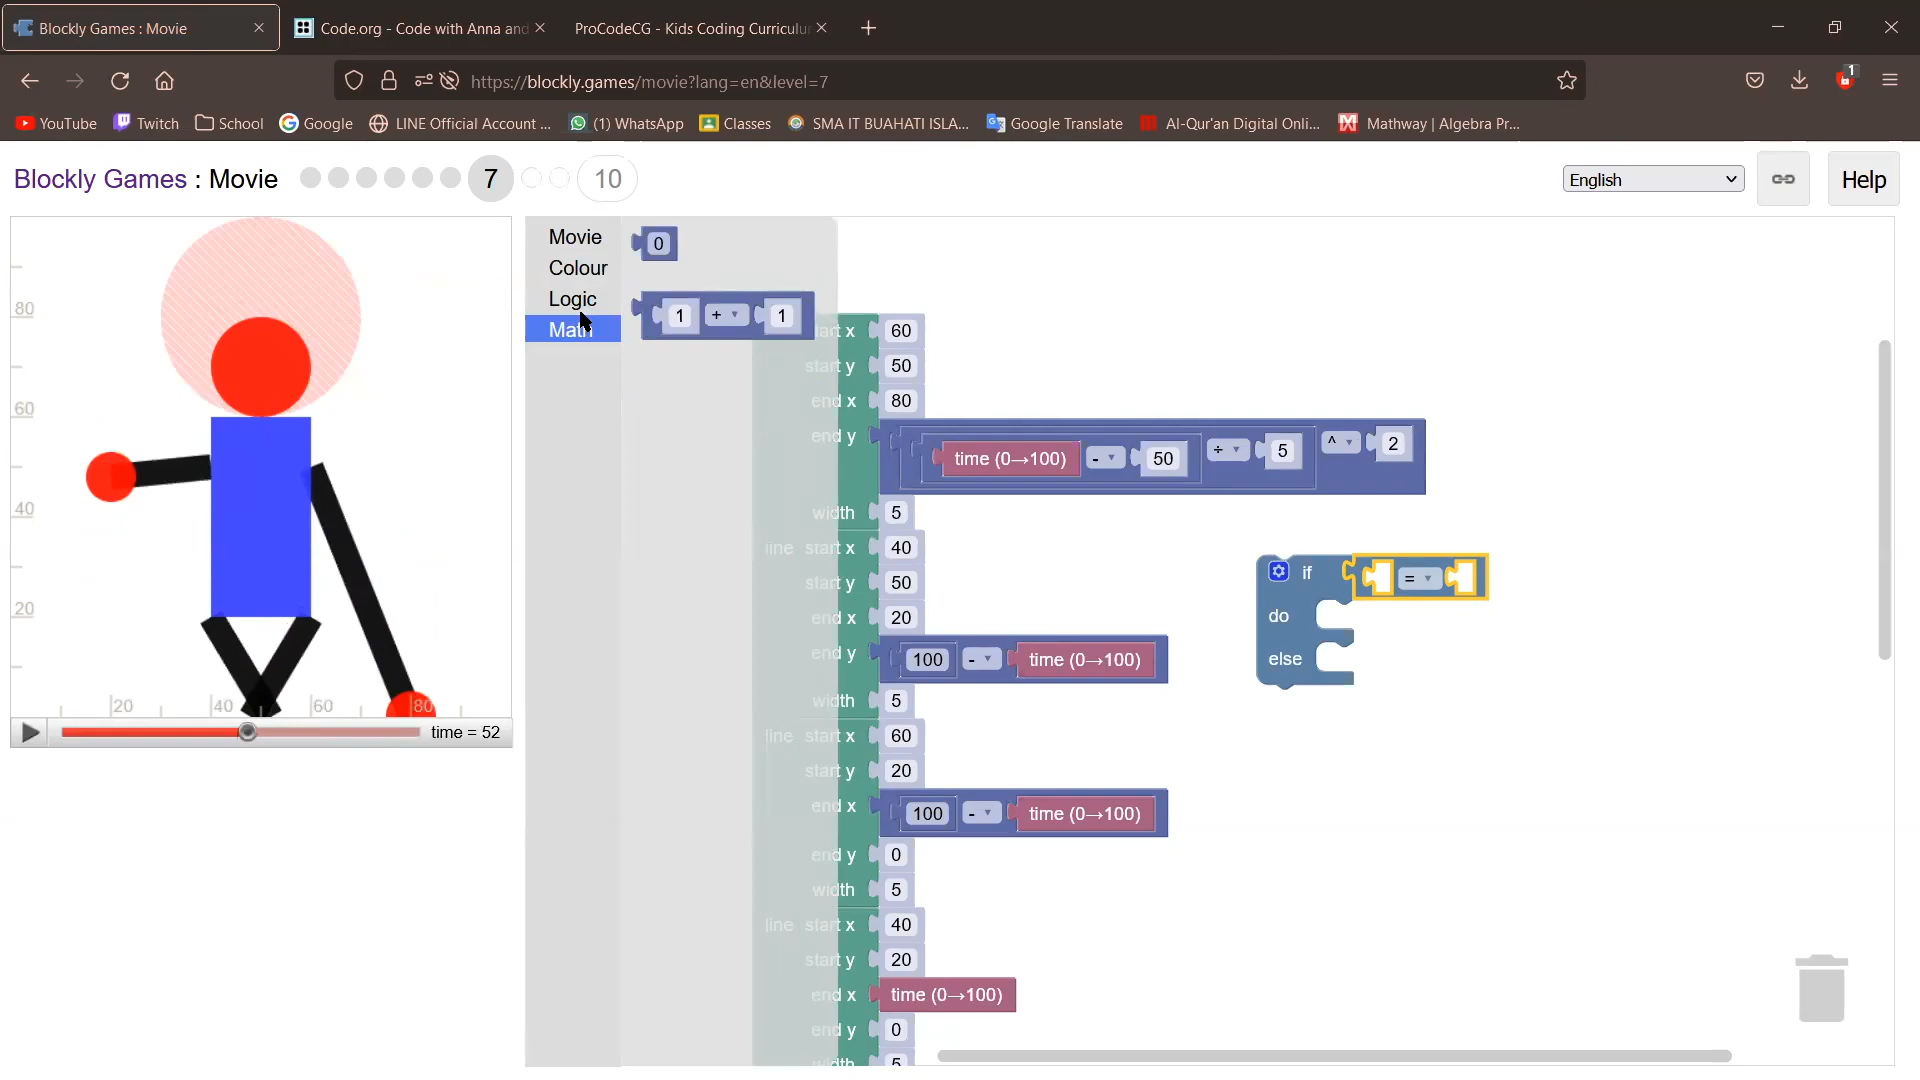 Blockly Games : Movie
Code.org - Code with Anna and
ProCodeCG - Kids Coding Curriculu
https://blockly.games/movie?lang=en&level=7
1
YouTube
Twitch
School
Google
LINE Official Account ...
(1) WhatsApp
Classes
SMA IT BUAHATI ISLA...
Google Translate
Al-Qur'an Digital Onli...
Mathway | Algebra Pr...
Blockly Games : Movie
7
10
English
Help
80
60
40
20
20
40
60
80
time = 52
Movie
Colour
Logic
Math
0
1 + 1
start x 60
start y 50
end x 80
end y time (0→100) - 50 ÷ 5 ^ 2
width 5
line start x 40
start y 50
end x 20
end y 100 - time (0→100)
width 5
line start x 60
start y 20
end x 100 - time (0→100)
end y 0
width 5
line start x 40
start y 20
end x time (0→100)
end y 0
width 5
if =
do
else